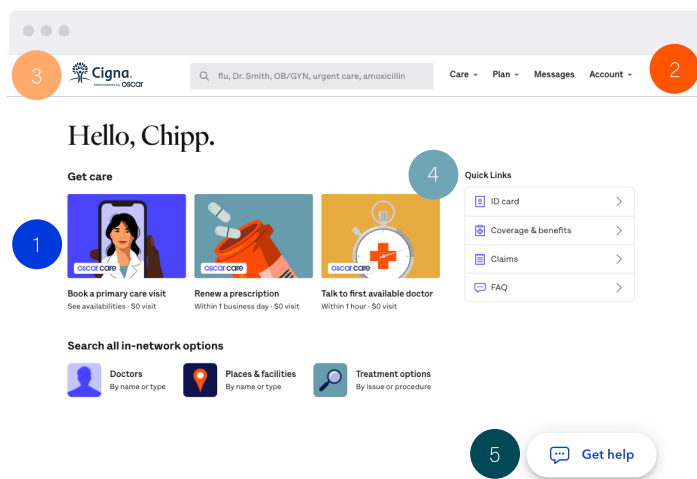 3
Cigna.
Administered by oscar
flu, Dr. Smith, OB/GYN, urgent care, amoxicillin
Care
Plan
Messages
Account
2
Hello, Chipp.
Get care
4
Quick Links
1
oscar care
oscar care
oscar care
ID card
Coverage & benefits
Claims
FAQ
Book a primary care visit
See availabilities · $0 visit
Renew a prescription
Within 1 business day · $0 visit
Talk to first available doctor
Within 1 hour · $0 visit
Search all in-network options
Doctors
By name or type
Places & facilities
By name or type
Treatment options
By issue or procedure
5
Get help